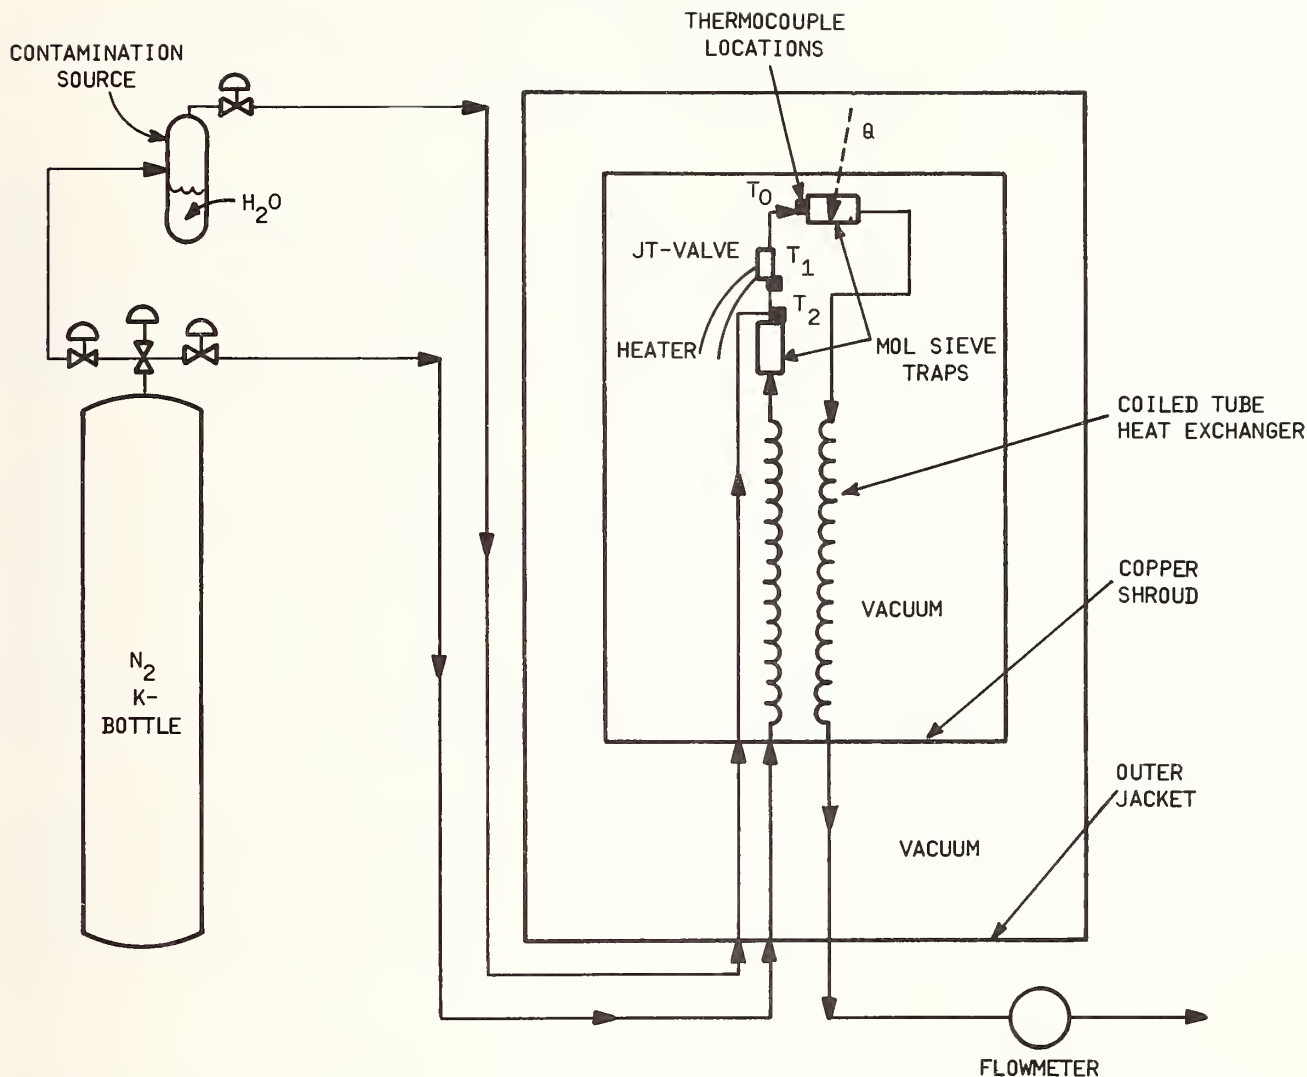 THERMOCOUPLE
LOCATIONS
CONTAMINATION
SOURCE
Q
H2O
T0
JT-VALVE
T1
T2
HEATER
MOL SIEVE
TRAPS
COILED TUBE
HEAT EXCHANGER
COPPER
SHROUD
VACUUM
N2
K-
BOTTLE
OUTER
JACKET
VACUUM
FLOWMETER